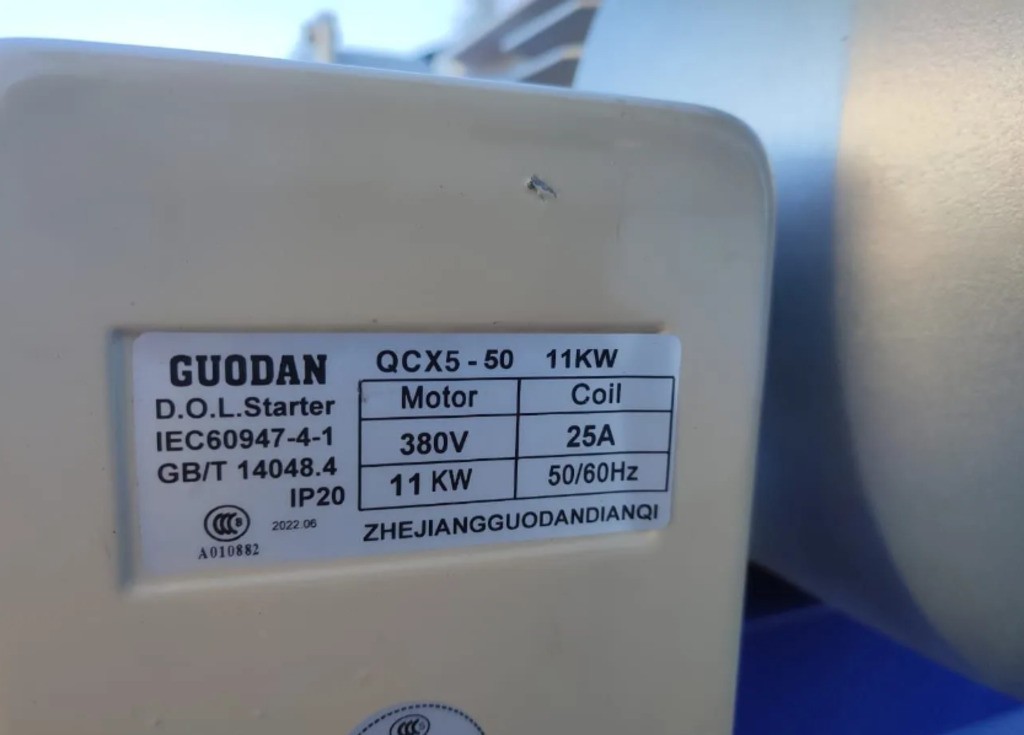 GUODAN
D.O.L.Starter
IEC60947-4-1
GB/T 14048.4
IP20
2022.06
A010882
QCX5 - 50 11KW
Motor Coil
380V 25A
11 KW 50/60Hz
ZHEJIANGGUODANDIANQI